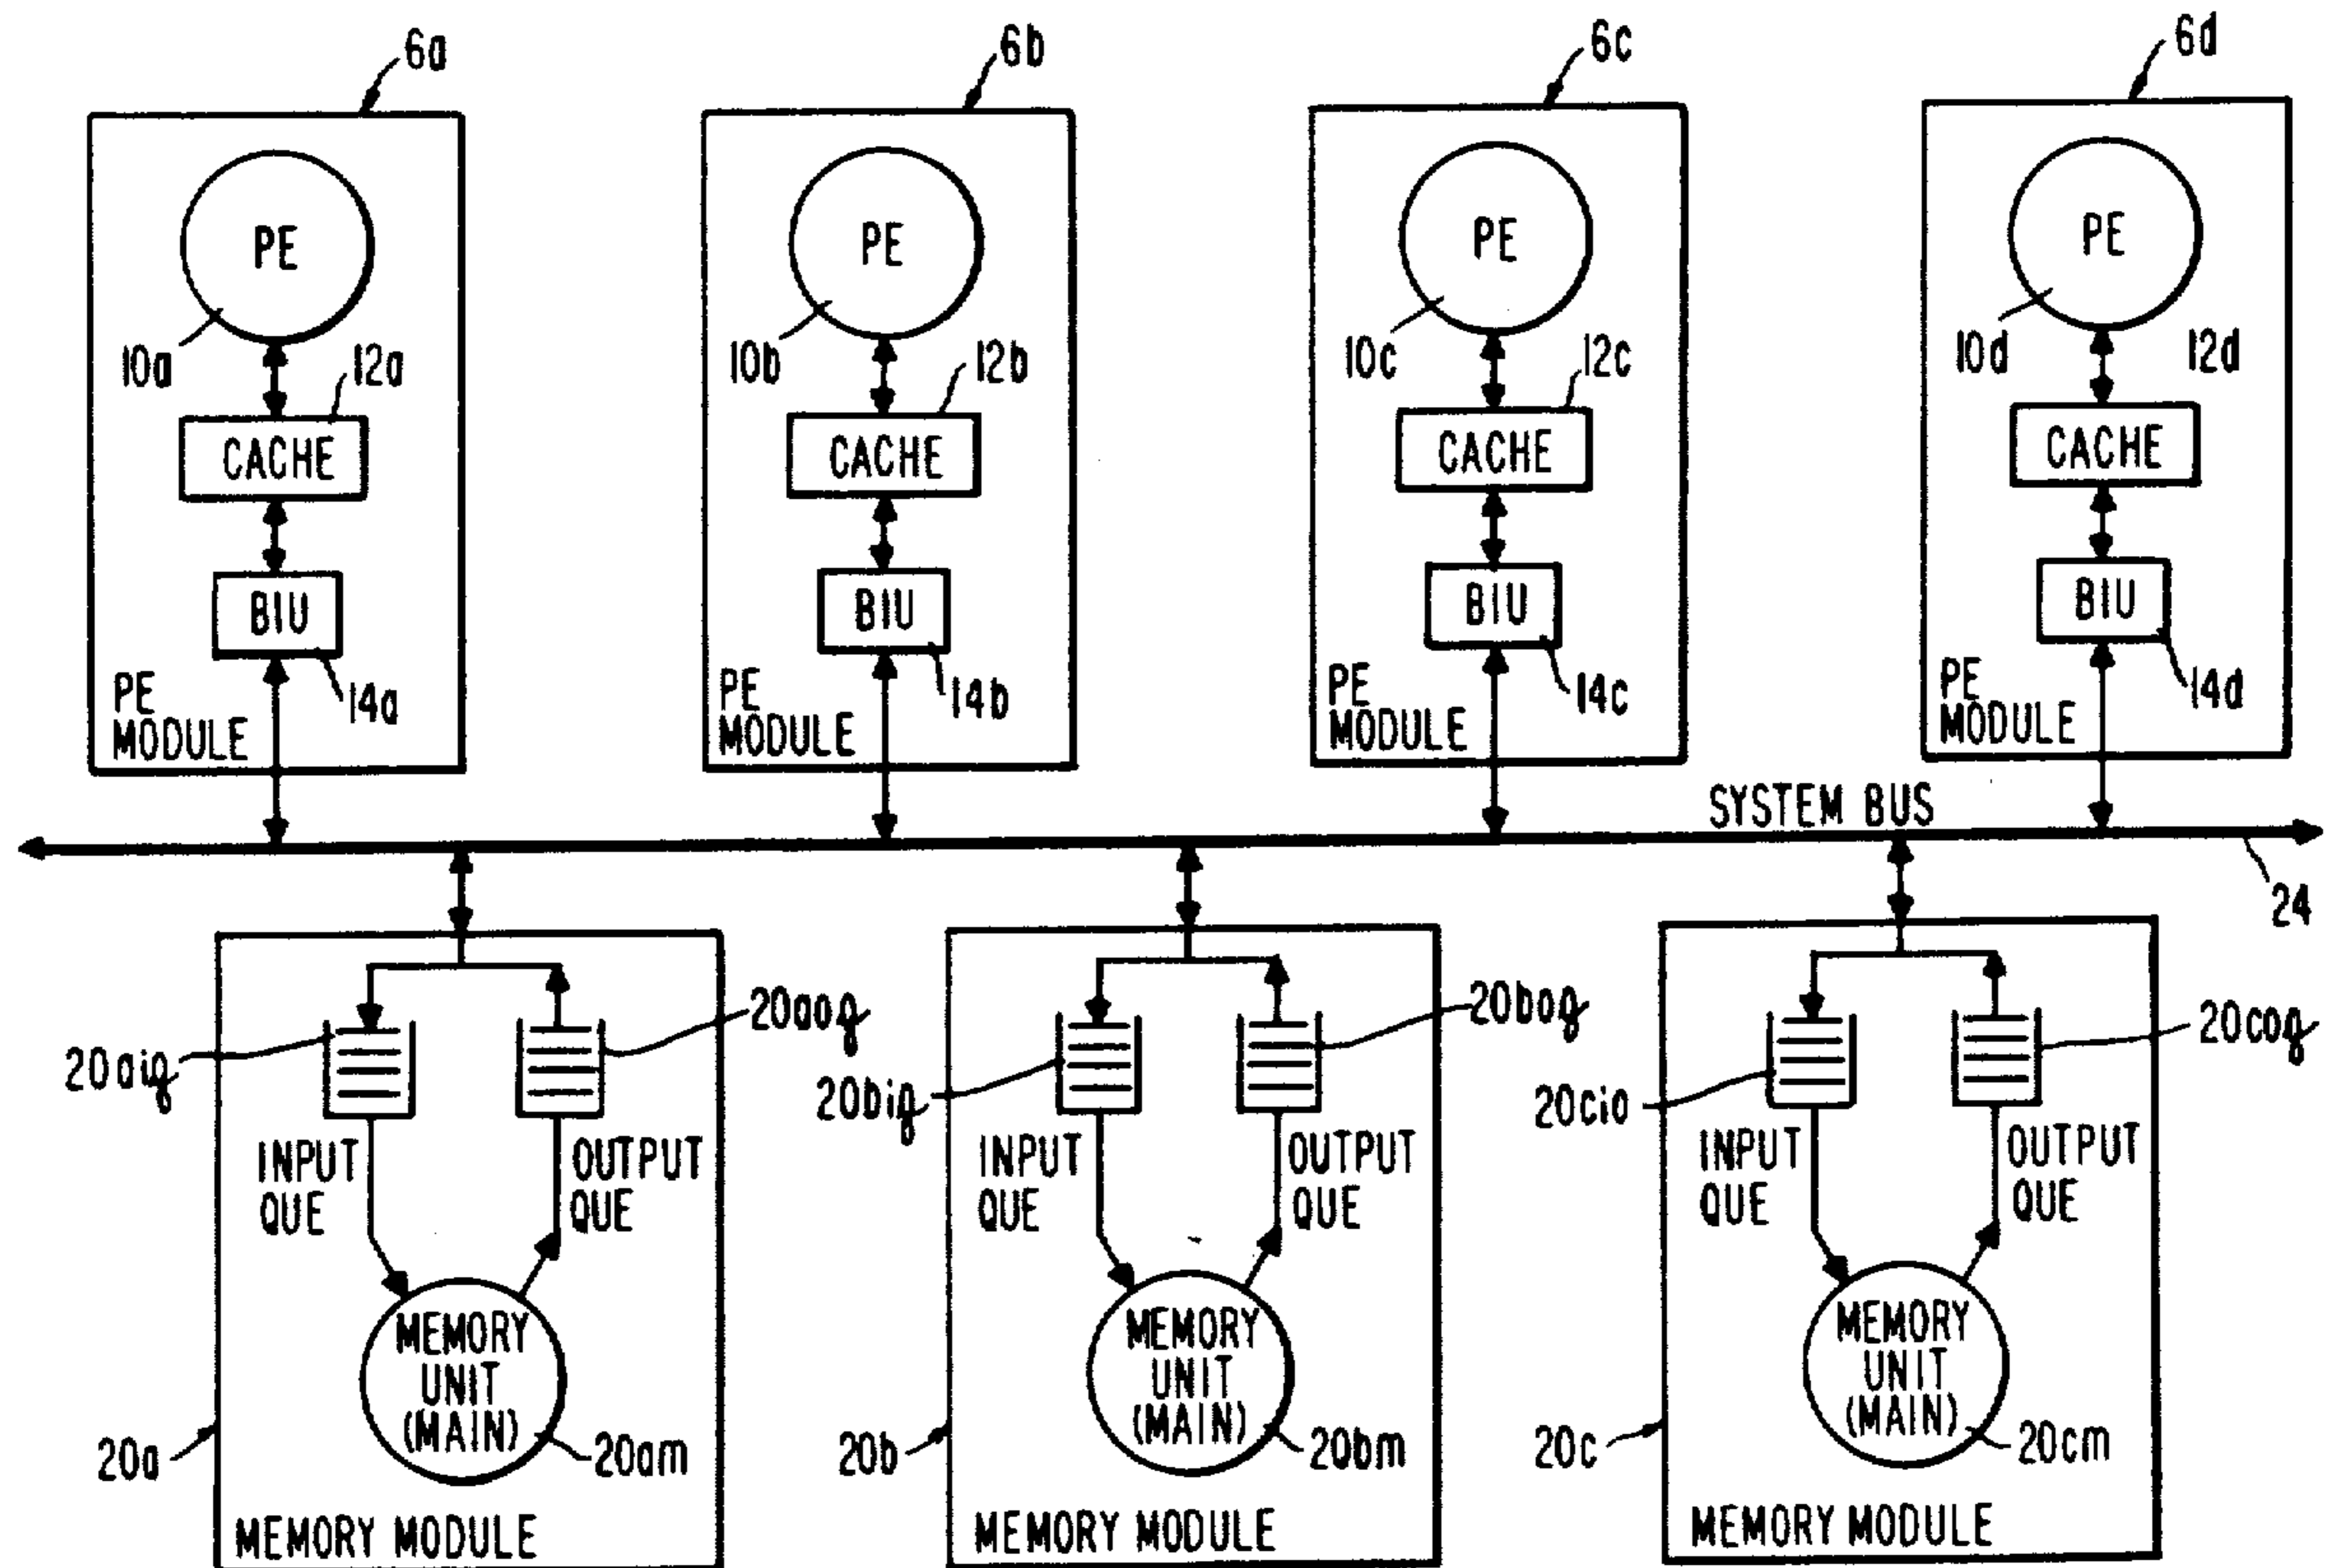 6a
6b
6c
6d
PE
PE
PE
PE
10a
12a
10b
12b
10c
12c
10d
12d
CACHE
CACHE
CACHE
CACHE
BIU
BIU
BIU
BIU
PE
MODULE
14a
PE
MODULE
14b
PE
MODULE
14c
PE
MODULE
14d
SYSTEM BUS
24
20aiq
20aoq
20biq
20boq
20cio
20coq
INPUT
QUE
OUTPUT
QUE
INPUT
QUE
OUTPUT
QUE
INPUT
QUE
OUTPUT
QUE
MEMORY
UNIT
(MAIN)
MEMORY
UNIT
(MAIN)
MEMORY
UNIT
(MAIN)
20a
20am
20b
20bm
20c
20cm
MEMORY MODULE
MEMORY MODULE
MEMORY MODULE